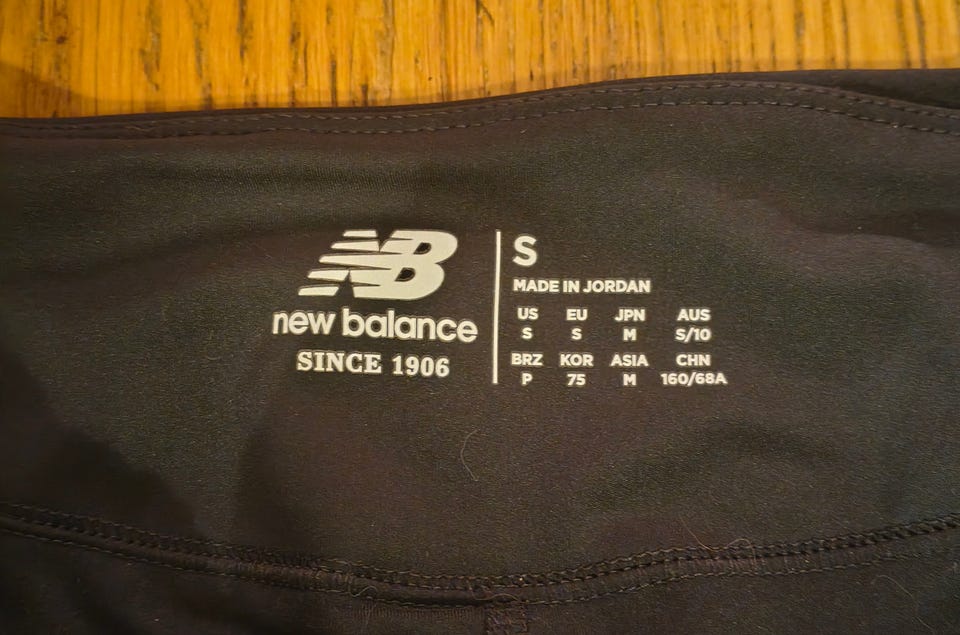 NB
new balance
SINCE 1906
S
MADE IN JORDAN
US EU JPN AUS
S S M S/10
BRZ KOR ASIA CHN
P 75 M 160/68A